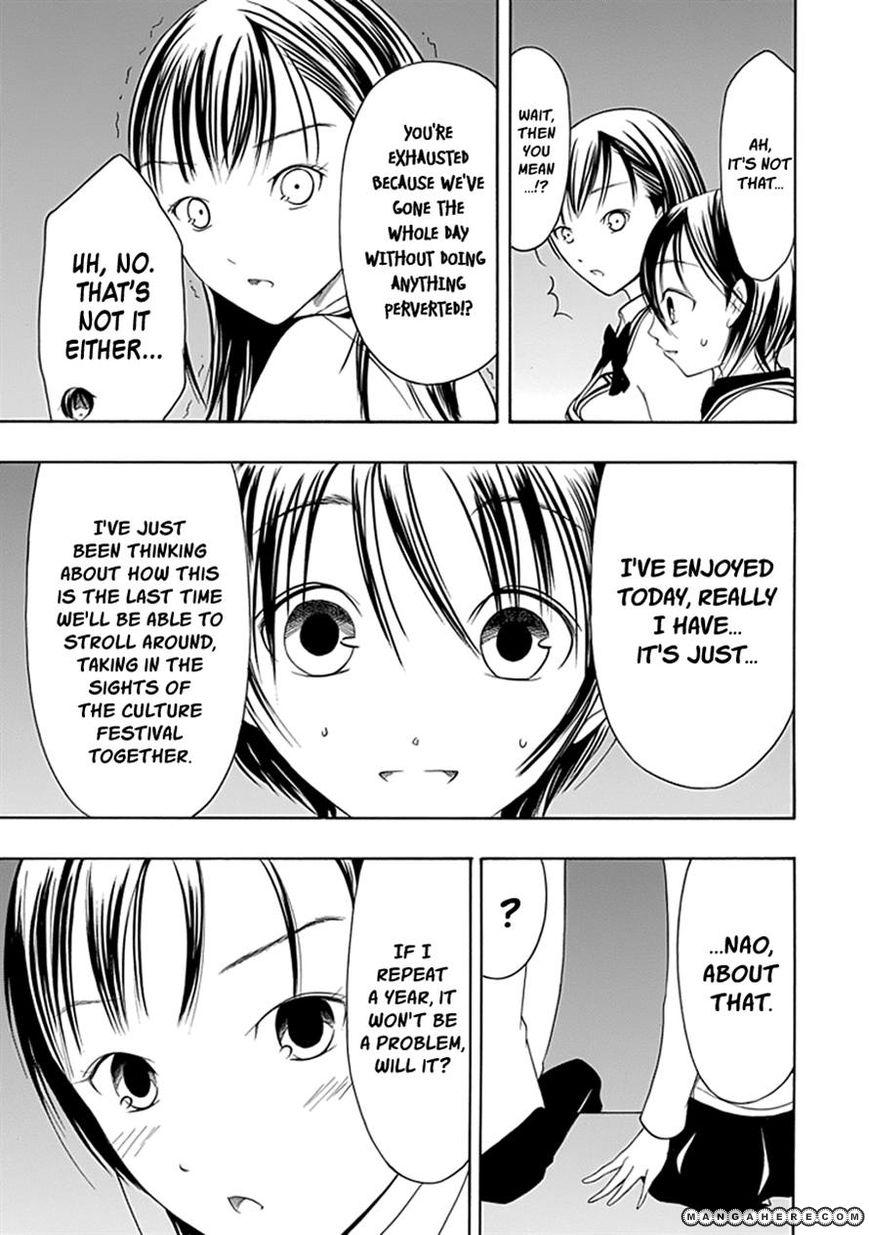 AH,
IT'S NOT
THAT...
WAIT,
THEN
YOU
MEAN
...!?
YOU'RE
EXHAUSTED
BECAUSE WE'VE
GONE THE
WHOLE DAY
WITHOUT DOING
ANYTHING
PERVERTED!?
UH, NO.
THAT'S
NOT IT
EITHER...
I'VE ENJOYED
TODAY, REALLY
I HAVE...
IT'S JUST...
I'VE JUST
BEEN THINKING
ABOUT HOW THIS
IS THE LAST TIME
WE'LL BE ABLE TO
STROLL AROUND,
TAKING IN THE
SIGHTS OF
THE CULTURE
FESTIVAL
TOGETHER.
...NAO,
ABOUT
THAT.
?
IF I
REPEAT
A YEAR, IT
WON'T BE
A PROBLEM,
WILL IT?
MANGAHERE.COM